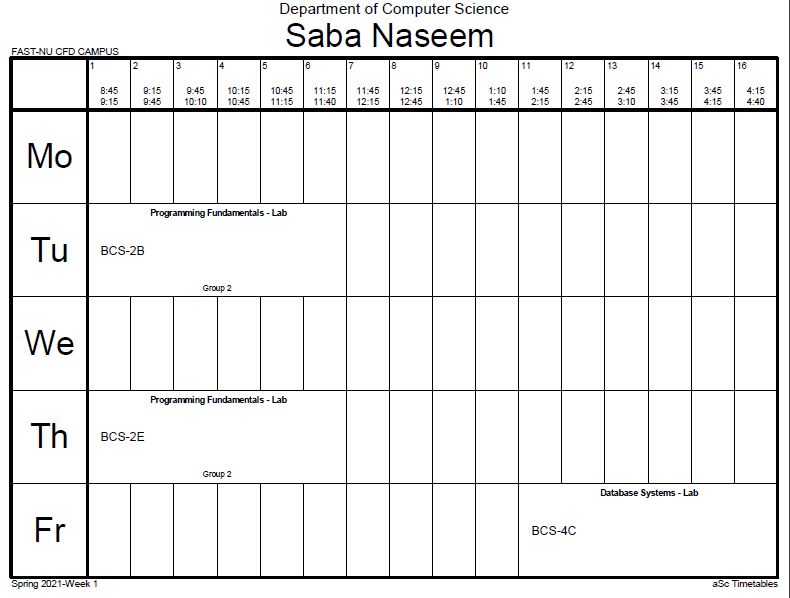 Department of Computer Science
Saba Naseem
FAST-NU CFD CAMPUS
1 2 3 4 5 6 7 8 9 10 11 12 13 14 15 16
8:45 9:15 9:45 10:15 10:45 11:15 11:45 12:15 12:45 1:10 1:45 2:15 2:45 3:15 3:45 4:15
9:15 9:45 10:10 10:45 11:15 11:40 12:15 12:45 1:10 1:45 2:15 2:45 3:10 3:45 4:15 4:40
Mo
Programming Fundamentals - Lab
Tu BCS-2B
Group 2
We
Programming Fundamentals - Lab
Th BCS-2E
Group 2
Database Systems - Lab
Fr BCS-4C
Spring 2021-Week 1 aSc Timetables